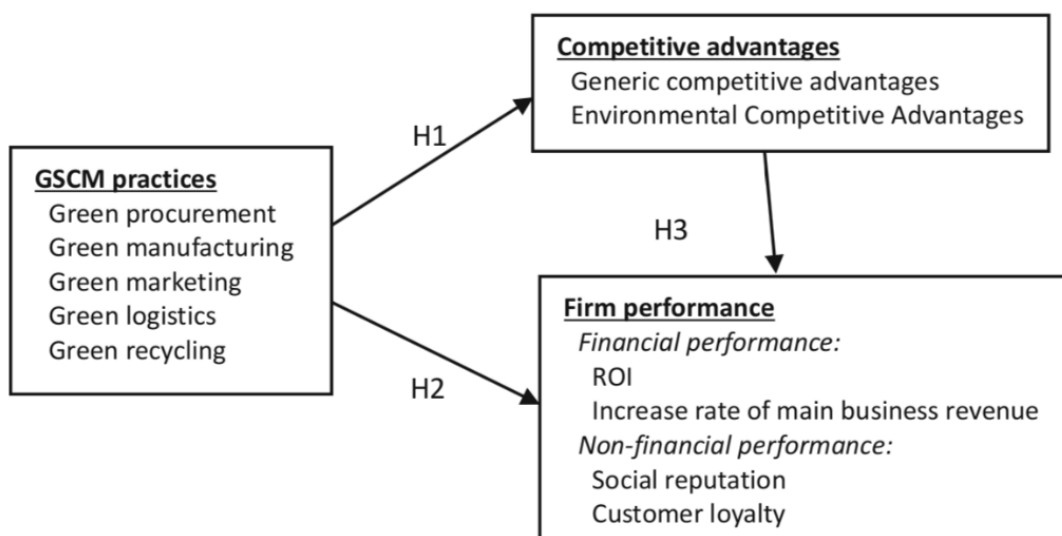 Competitive advantages
Generic competitive advantages
Environmental Competitive Advantages
H1
GSCM practices
Green procurement
Green manufacturing
Green marketing
Green logistics
Green recycling
H3
H2
Firm performance
Financial performance:
ROI
Increase rate of main business revenue
Non-financial performance:
Social reputation
Customer loyalty